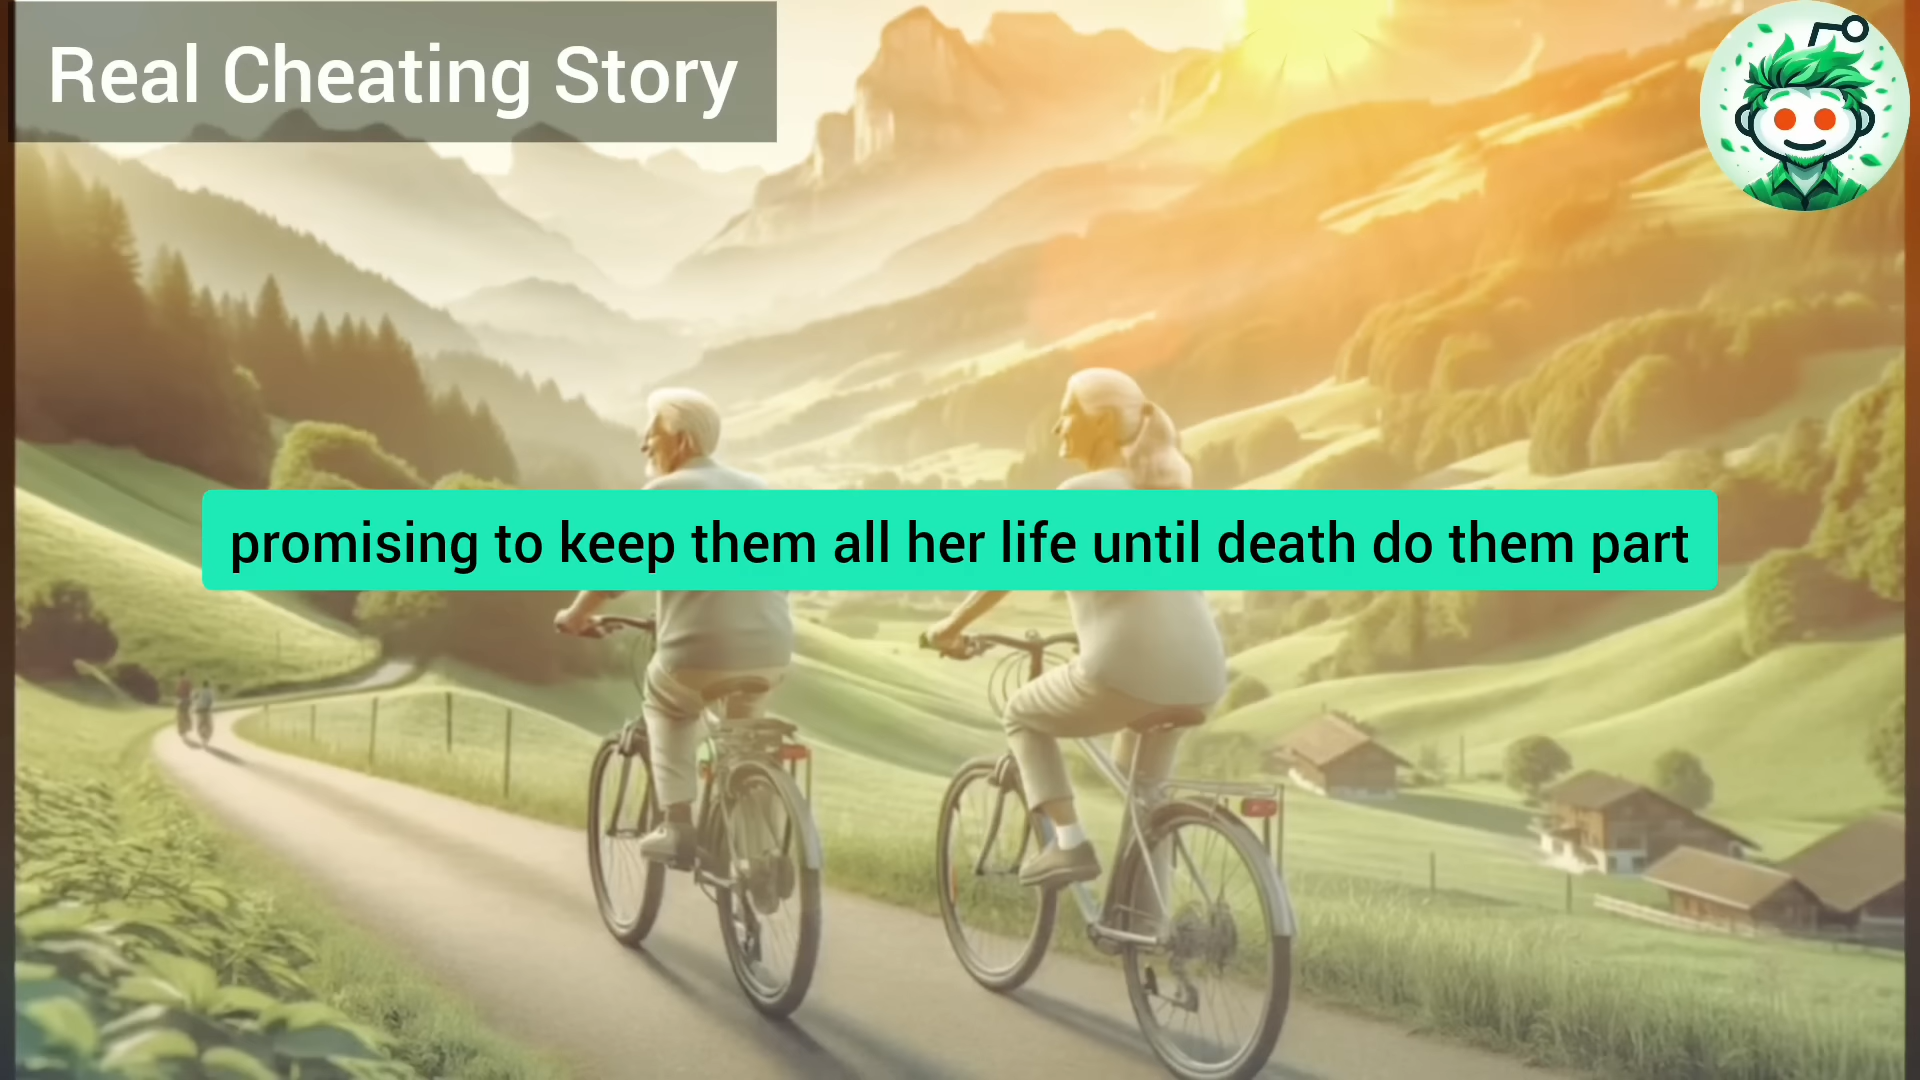 Real Cheating Story
promising to keep them all her life until death do them part